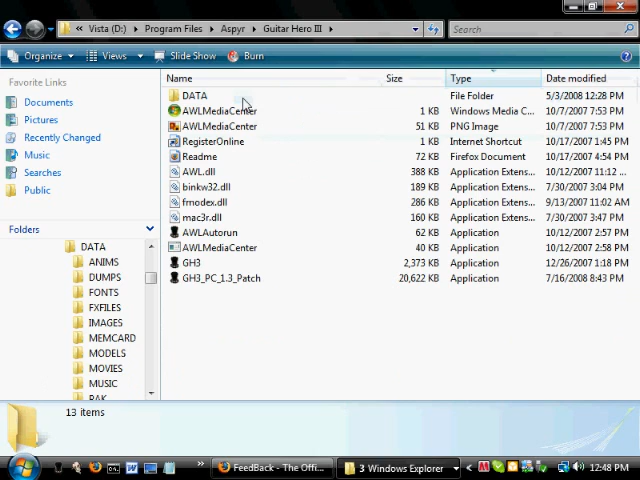 « Vista (D:) ▸ Program Files ▸ Aspyr ▸ Guitar Hero III ▸ Search
Organize Views Slide Show Burn
Favorite Links
Documents
Pictures
Recently Changed
Music
Searches
Public
Folders
DATA
ANIMS
DUMPS
FONTS
FXFILES
IMAGES
MEMCARD
MODELS
MOVIES
MUSIC
PAK
Name Size Type Date modified
DATA File Folder 5/3/2008 12:28 PM
AWLMediaCenter 1 KB Windows Media C... 10/7/2007 7:53 PM
AWLMediaCenter 51 KB PNG Image 10/7/2007 7:53 PM
RegisterOnline 1 KB Internet Shortcut 10/17/2007 1:45 PM
Readme 72 KB Firefox Document 10/17/2007 4:54 PM
AWL.dll 388 KB Application Extens... 10/12/2007 11:12 ...
binkw32.dll 189 KB Application Extens... 7/30/2007 3:04 PM
fmodex.dll 286 KB Application Extens... 9/13/2007 11:02 AM
mac3r.dll 160 KB Application Extens... 7/30/2007 3:47 PM
AWLAutorun 62 KB Application 10/12/2007 2:57 PM
AWLMediaCenter 40 KB Application 10/12/2007 2:58 PM
GH3 2,373 KB Application 12/26/2007 1:18 PM
GH3_PC_1.3_Patch 20,622 KB Application 7/16/2008 8:43 PM
13 items
» FeedBack - The Offi... 3 Windows Explorer 12:48 PM